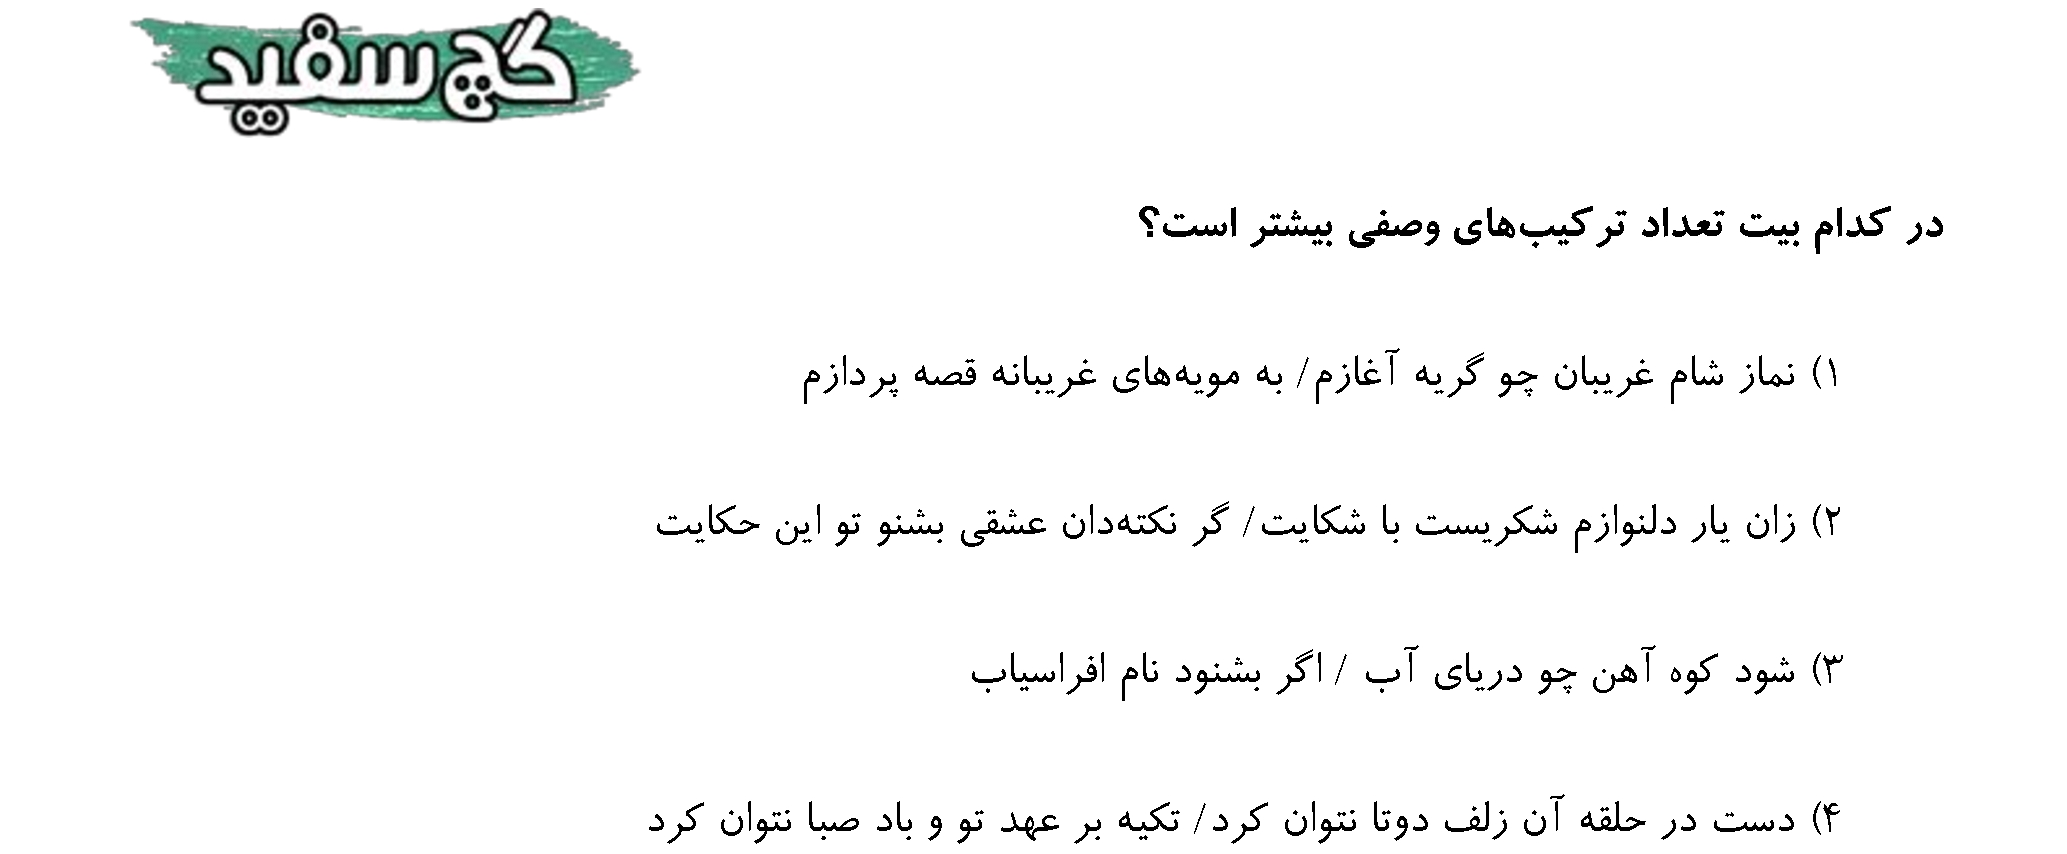 گچ سفید
در کدام بیت تعداد ترکیب‌های وصفی بیشتر است؟
۱) نماز شام غریبان چو گریه آغازم/ به مویه‌های غریبانه قصه پردازم
۲) زان یار دلنوازم شکریست با شکایت/ گر نکته‌دان عشقی بشنو تو این حکایت
۳) شود کوه آهن چو دریای آب / اگر بشنود نام افراسیاب
۴) دست در حلقه آن زلف دوتا نتوان کرد/ تکیه بر عهد تو و باد صبا نتوان کرد